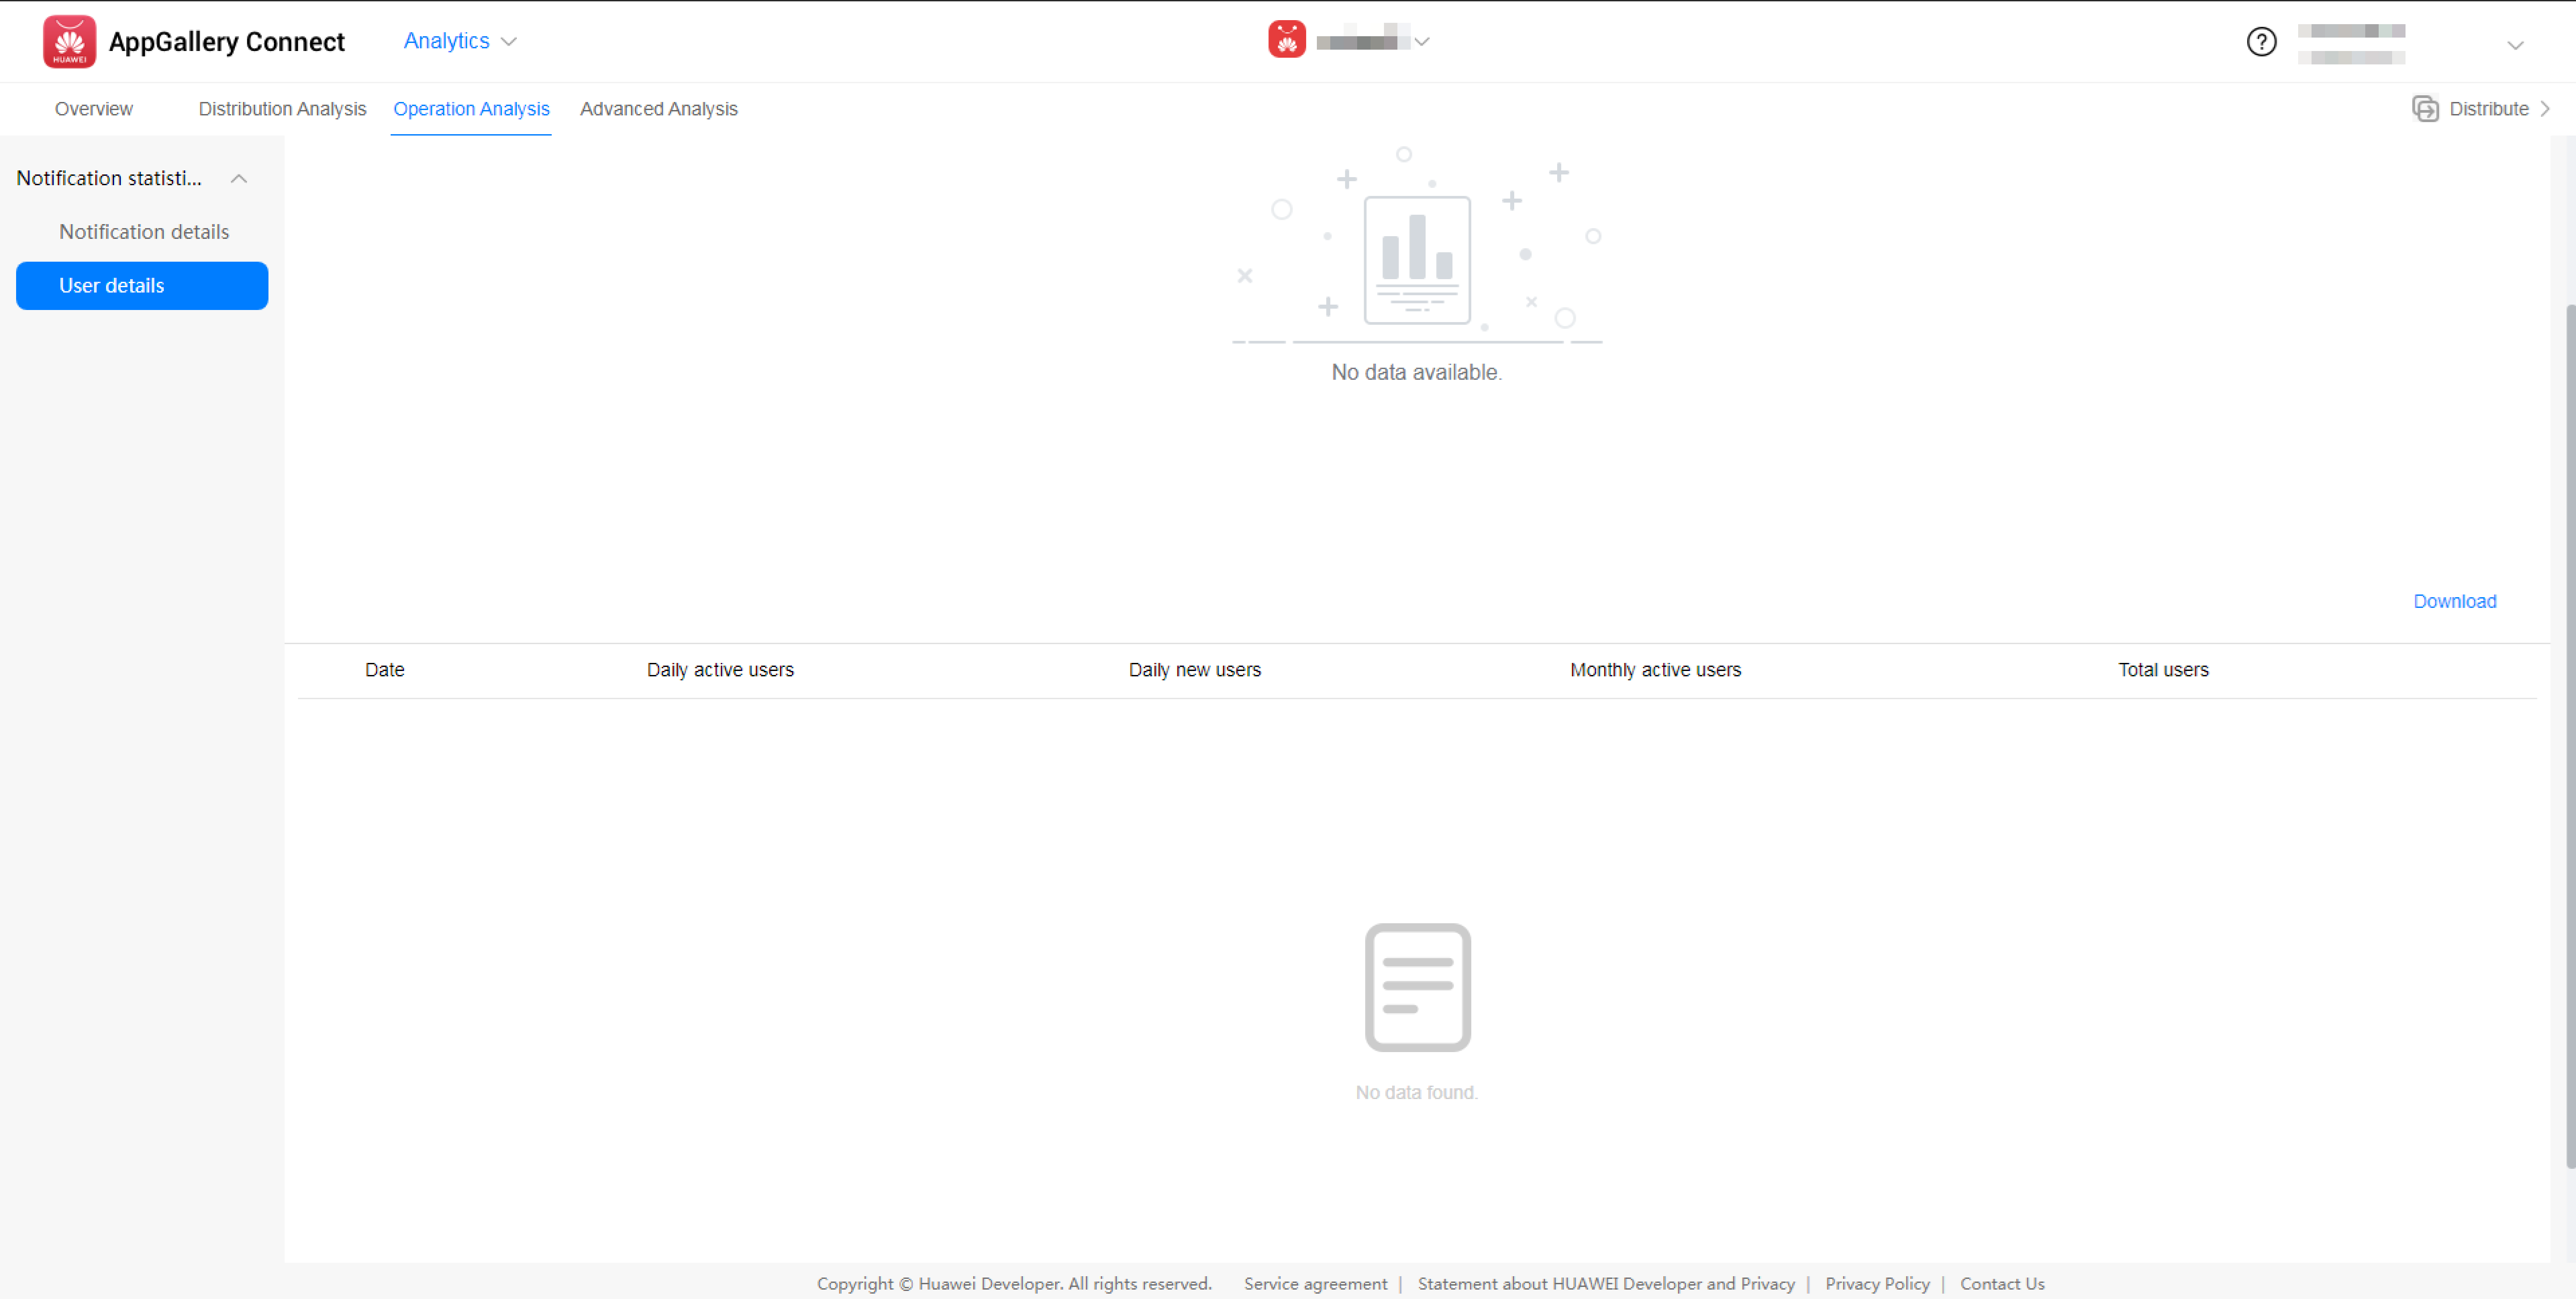 HUAWEI
AppGallery Connect
Analytics
Overview
Distribution Analysis
Operation Analysis
Advanced Analysis
Distribute
Notification statisti...
Notification details
User details
No data available.
Download
Date Daily active users Daily new users Monthly active users Total users
No data found.
Copyright © Huawei Developer. All rights reserved. Service agreement | Statement about HUAWEI Developer and Privacy | Privacy Policy | Contact Us